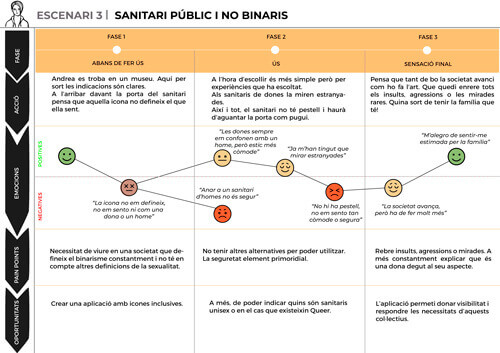 ESCENARI 3 | SANITARI PÚBLIC I NO BINARIS
FASE
FASE 1
FASE 2
FASE 3
ABANS DE FER ÚS
ÚS
SENSACIÓ FINAL
ACCIÓ
Andrea es troba en un museu. Aquí per
sort les indicacions són clares.
A l'arribar davant la porta del sanitari
pensa que aquella icona no defineix el que
ella sent.
A l'hora d'escollir és més simple però per
experiències que ha escoltat.
Als sanitaris de dones la miren estrany-
ades.
Així i tot, el sanitari no té pestell i haurà
d'aguantar la porta com pugui.
Pensa que tant de bo la societat avanci
com ho fa l'art. Que quedi enrere tots
els insults, agressions o les mirades
rares. Quina sort de tenir la família que
té!
EMOCIONS
POSITIVES
NEGATIVES
"La icona no em defineix,
no em sento ni com una
dona o un home"
"Les dones sempre
em confonen amb un
home, però estic més
còmode"
"Anar a un sanitari
d'homes no és segur"
"Ja m'han tingut que
mirar estranyades"
"No hi ha pestell,
no em sento tan
còmode o segura"
"La societat avança,
però ha de fer molt més"
"M'alegro de sentir-me
estimada per la família"
PAIN POINTS
Necessitat de viure en una societat que de-
fineix el binarisme constantment i no té en
compte altres definicions de la sexualitat.
No tenir altres alternatives per poder utilitzar.
La seguretat element primordial.
Rebre insults, agressions o mirades. A
més constantment explicar que és
una dona degut al seu aspecte.
OPORTUNITATS
Crear una aplicació amb icones inclusives.
A més, de poder indicar quins són sanitaris
unisex o en el cas que existeixin Queer.
L'aplicació permeti donar visibilitat i
respondre les necessitats d'aquests
col·lectius.